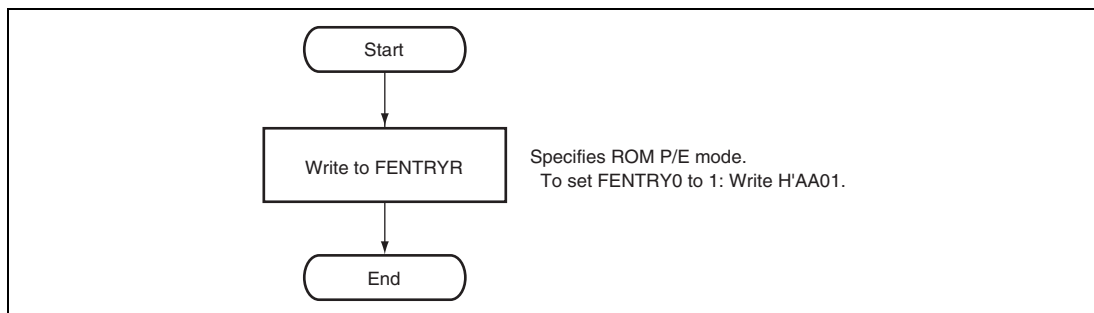 Start
Write to FENTRYR
Specifies ROM P/E mode.
To set FENTRY0 to 1: Write H'AA01.
End